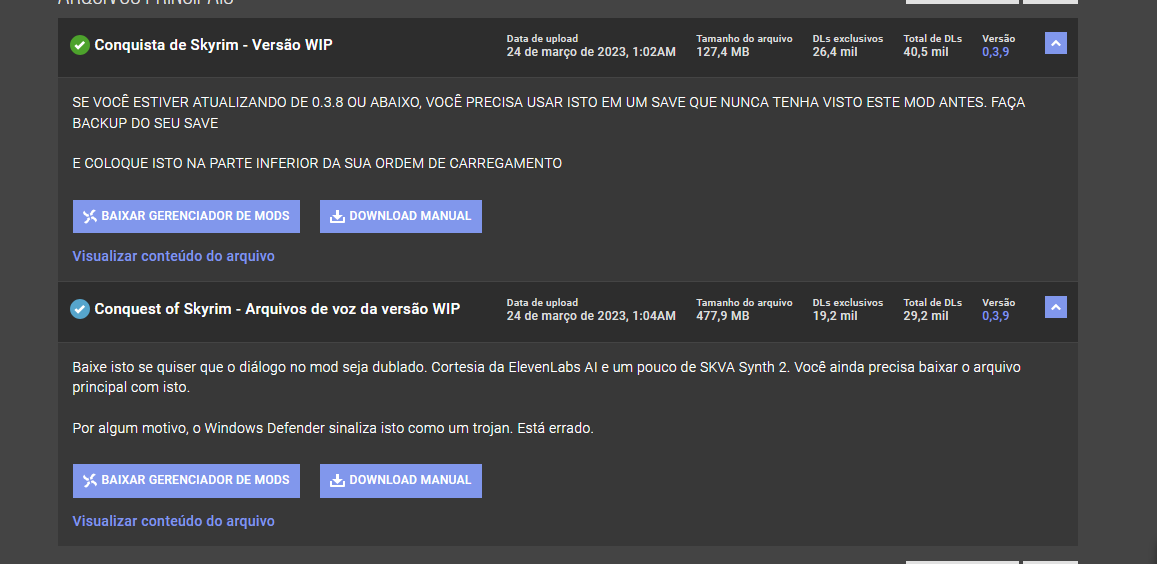 Arquivos Principais
Conquista de Skyrim - Versão WIP
Data de upload
24 de março de 2023, 1:02AM
Tamanho do arquivo
127,4 MB
DLs exclusivos
26,4 mil
Total de DLs
40,5 mil
Versão
0,3,9
SE VOCÊ ESTIVER ATUALIZANDO DE 0.3.8 OU ABAIXO, VOCÊ PRECISA USAR ISTO EM UM SAVE QUE NUNCA TENHA VISTO ESTE MOD ANTES. FAÇA
BACKUP DO SEU SAVE
E COLOQUE ISTO NA PARTE INFERIOR DA SUA ORDEM DE CARREGAMENTO
BAIXAR GERENCIADOR DE MODS
DOWNLOAD MANUAL
Visualizar conteúdo do arquivo
Conquest of Skyrim - Arquivos de voz da versão WIP
Data de upload
24 de março de 2023, 1:04AM
Tamanho do arquivo
477,9 MB
DLs exclusivos
19,2 mil
Total de DLs
29,2 mil
Versão
0,3,9
Baixe isto se quiser que o diálogo no mod seja dublado. Cortesia da ElevenLabs AI e um pouco de SKVA Synth 2. Você ainda precisa baixar o arquivo
principal com isto.
Por algum motivo, o Windows Defender sinaliza isto como um trojan. Está errado.
BAIXAR GERENCIADOR DE MODS
DOWNLOAD MANUAL
Visualizar conteúdo do arquivo